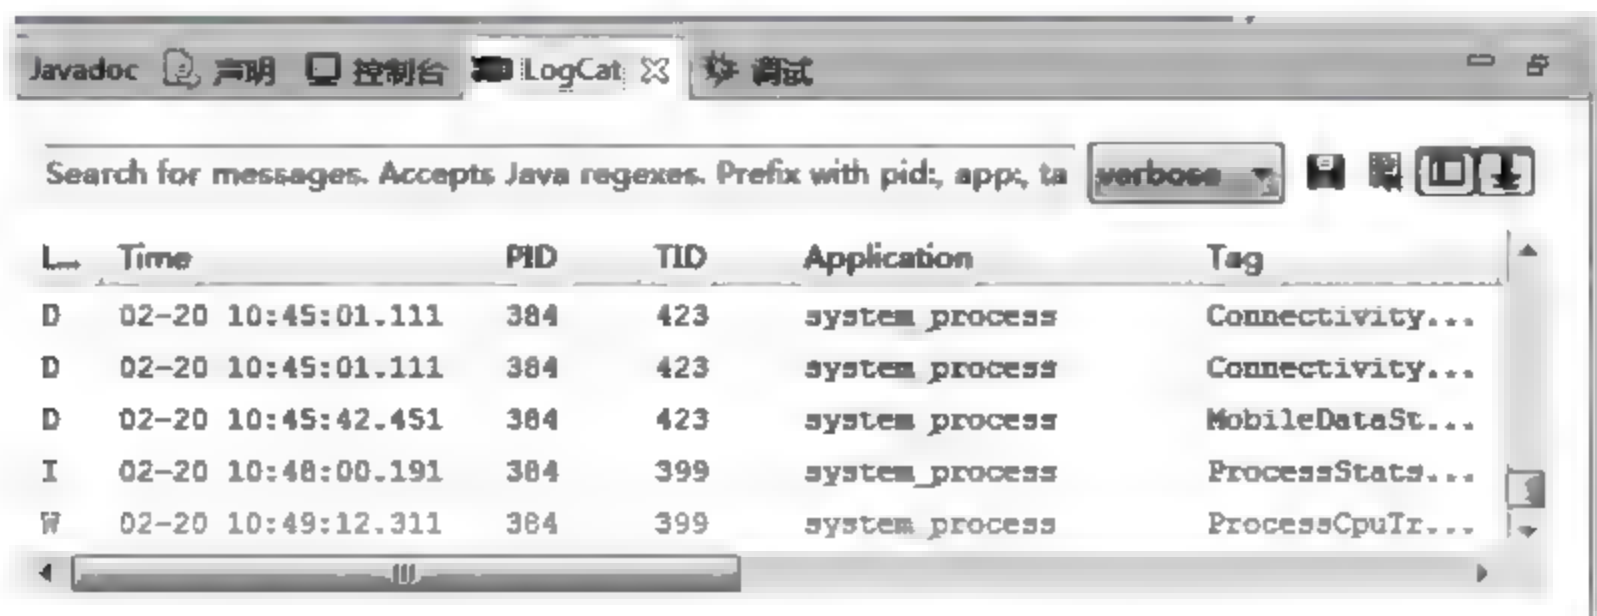 Javadoc 声明 控制台 LogCat 调试
Search for messages. Accepts Java regexes. Prefix with pid:, app:, ta verbose
L... Time PID TID Application Tag
D 02-20 10:45:01.111 384 423 system_process Connectivity...
D 02-20 10:45:01.111 384 423 system_process Connectivity...
D 02-20 10:45:42.451 384 423 system_process MobileDataSt...
I 02-20 10:48:00.191 384 399 system_process ProcessStats...
W 02-20 10:49:12.311 384 399 system_process ProcessCpuTr...